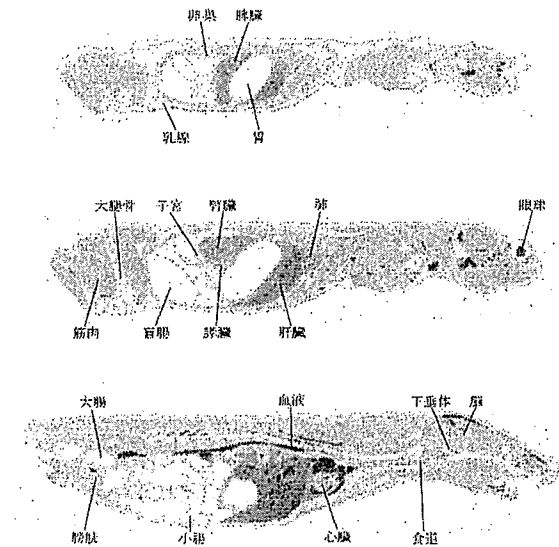 卵巣 脾臓
乳腺 胃
大腿骨 子宮 腎臓 肺 眼球
筋肉 盲腸 膵臓 肝臓
大腸 血液 下垂体 脳
膀胱 小腸 心臓 食道